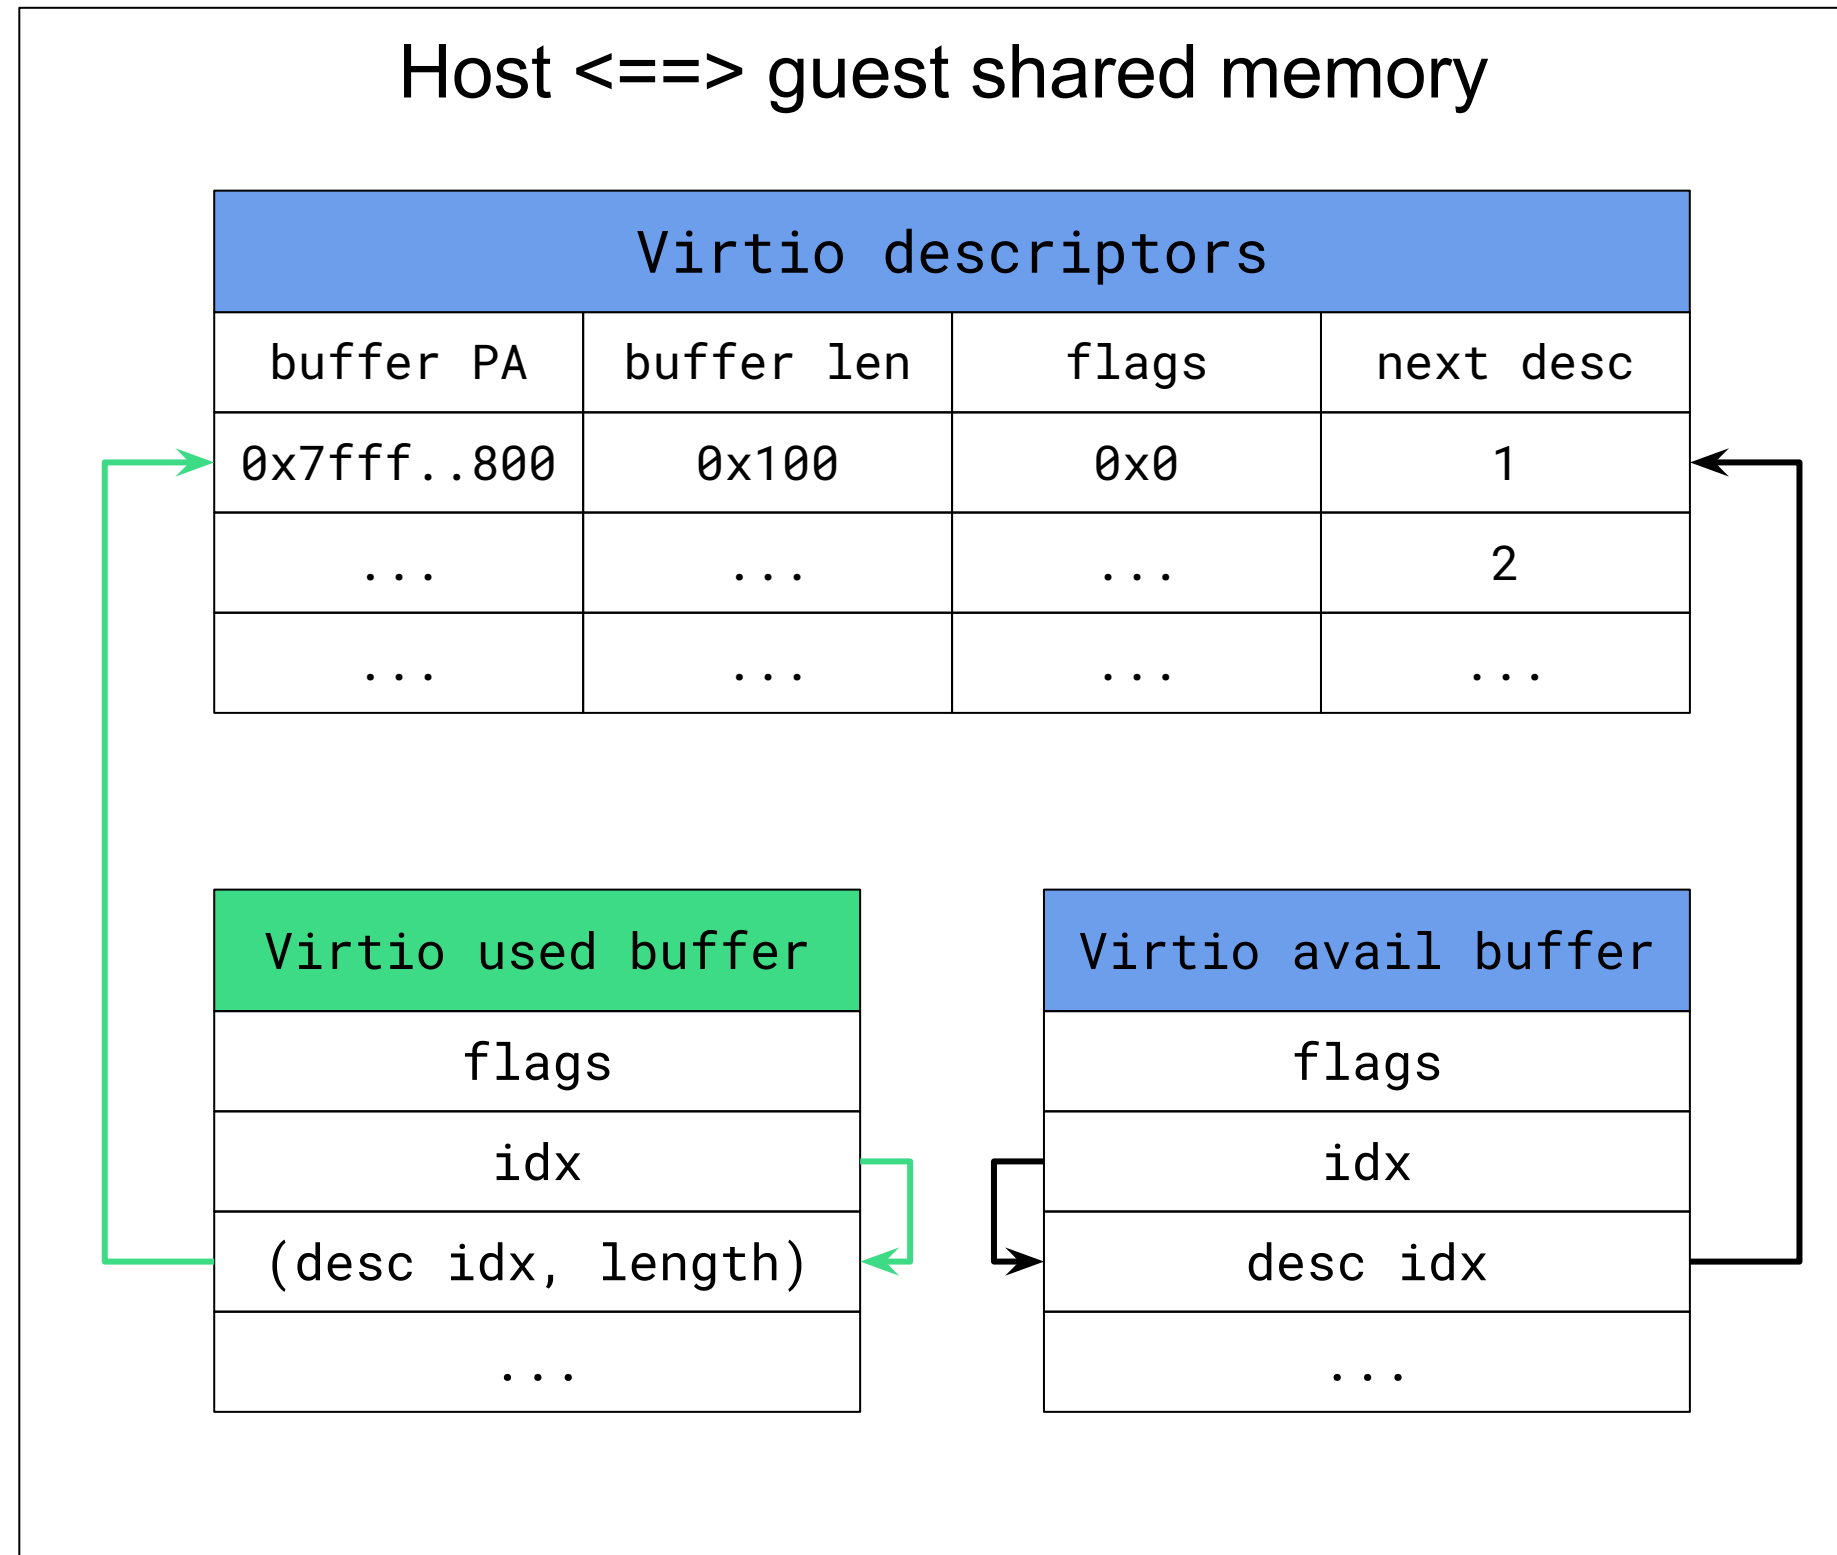 Host <==> guest shared memory
Virtio descriptors
buffer PA buffer len flags next desc
0x7fff..800 0x100 0x0 1
... ... ... 2
... ... ... ...
Virtio used buffer
flags
idx
(desc idx, length)
...
Virtio avail buffer
flags
idx
desc idx
...